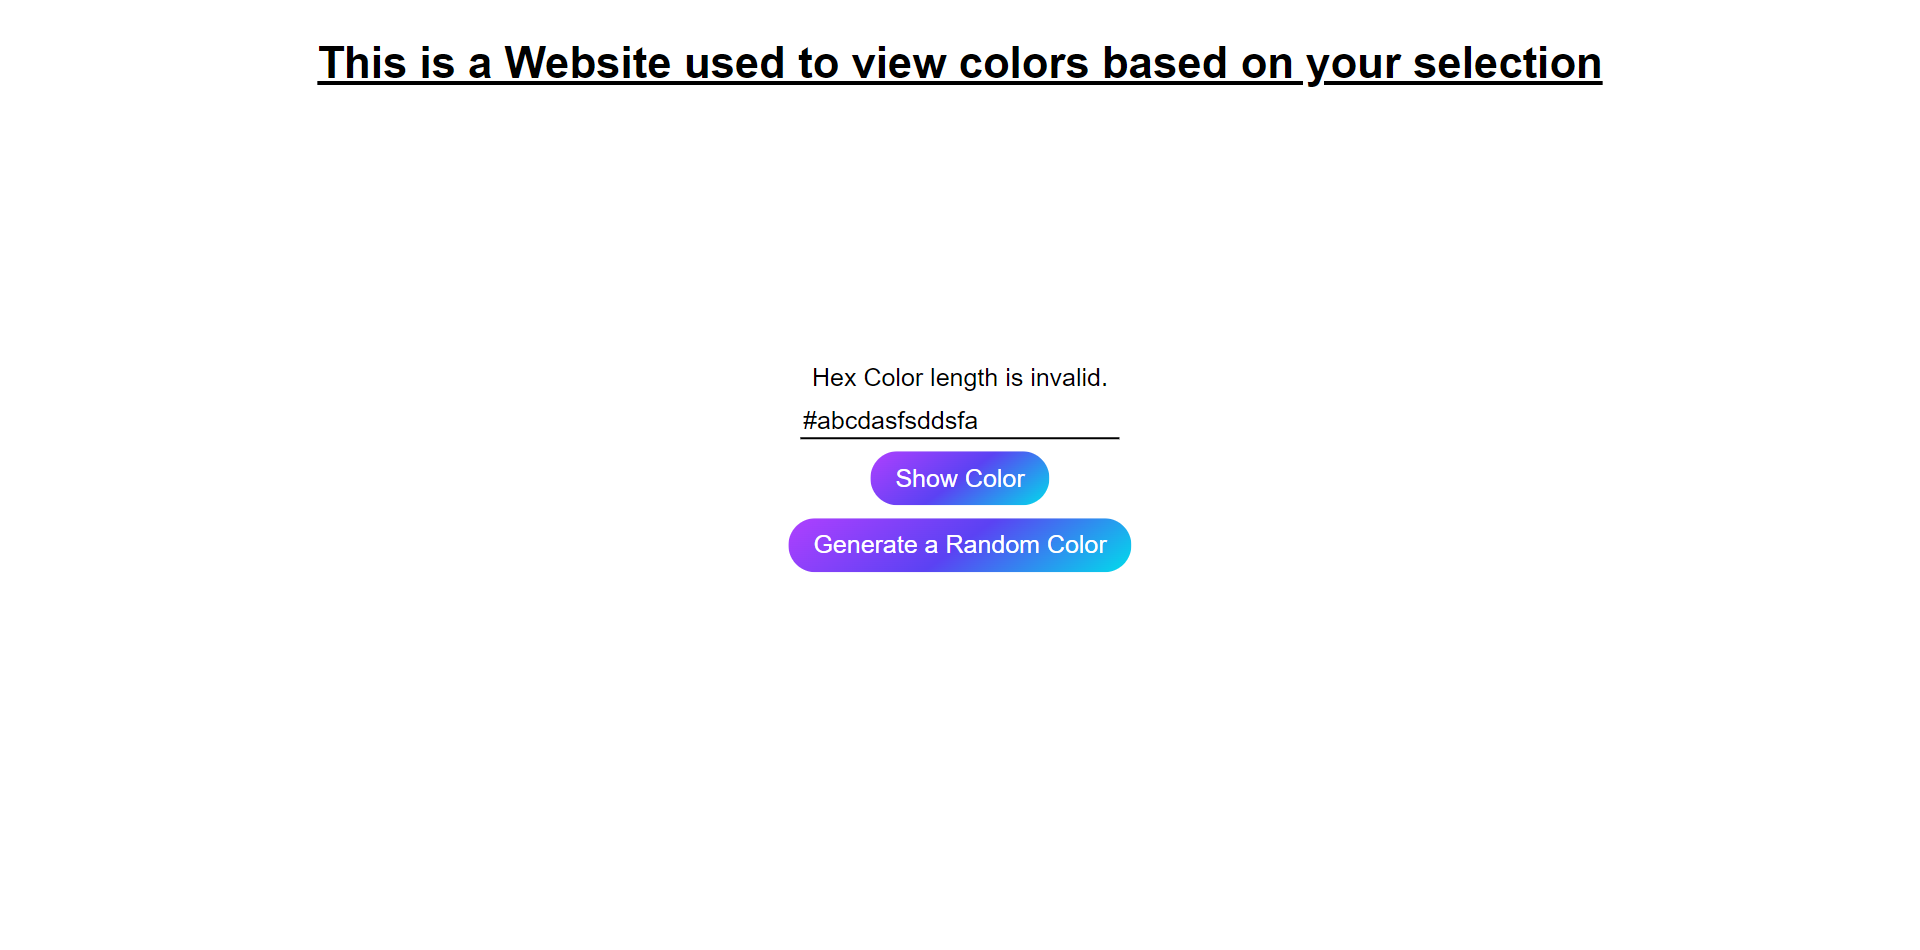 This is a Website used to view colors based on your selection
Hex Color length is invalid.
#abcdasfsddsfa
Show Color
Generate a Random Color